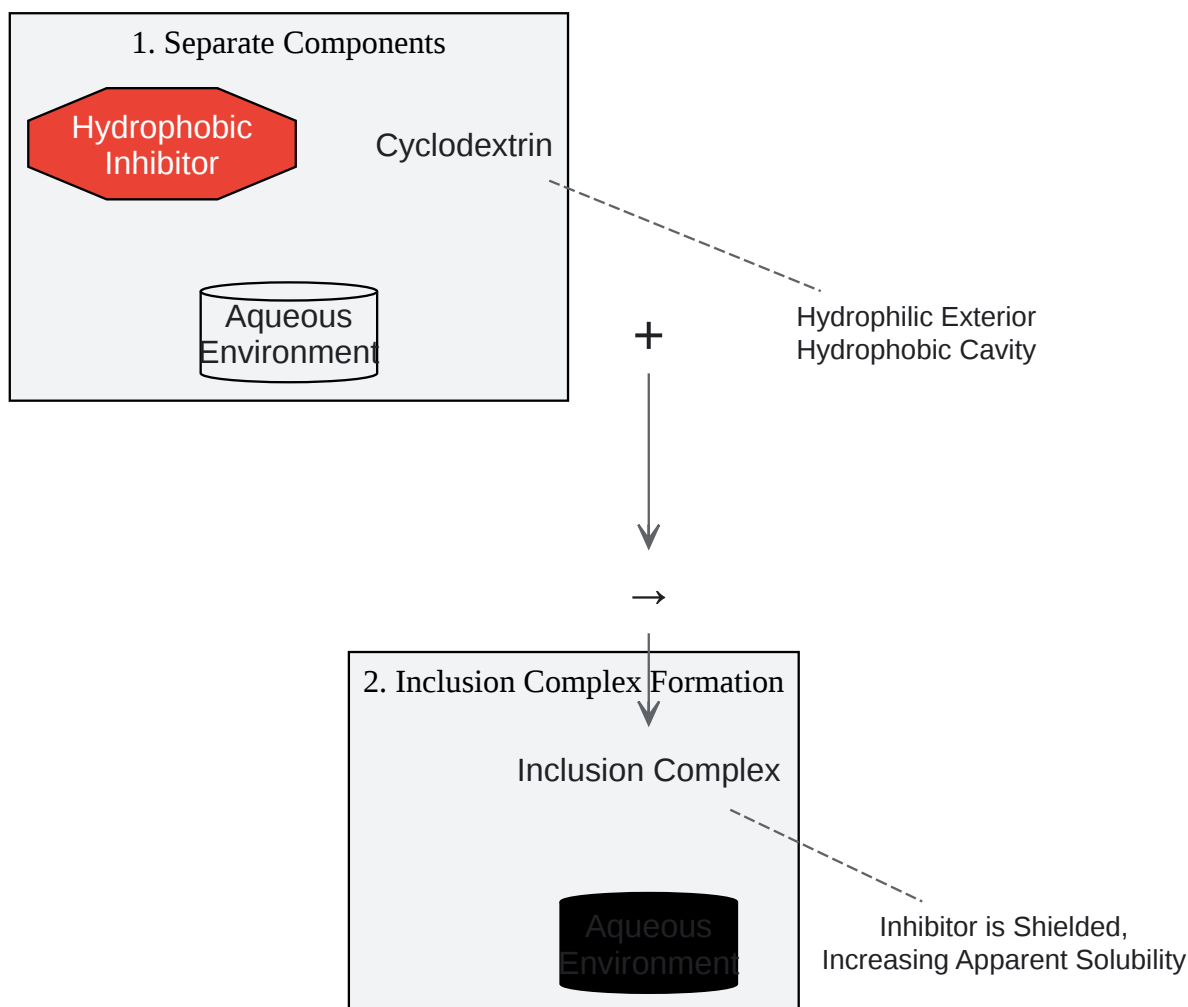 1. Separate Components
Hydrophobic
Inhibitor
Cyclodextrin
Aqueous
Environment
+
Hydrophilic Exterior
Hydrophobic Cavity
→
2. Inclusion Complex Formation
Inclusion Complex
Aqueous
Environment
Inhibitor is Shielded,
Increasing Apparent Solubility